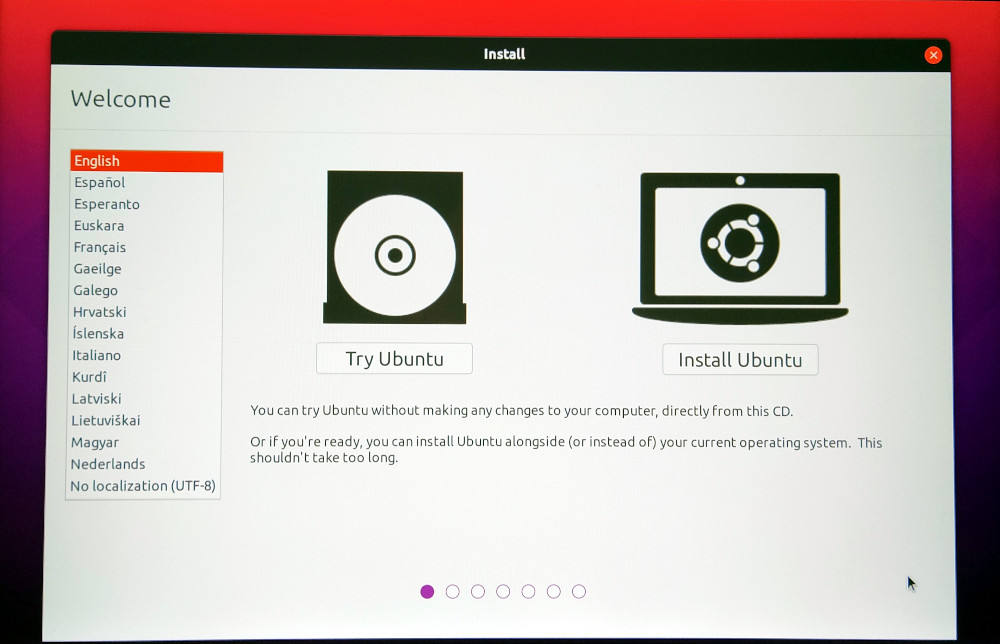 Install
Welcome
English
Español
Esperanto
Euskara
Français
Gaeilge
Galego
Hrvatski
Íslenska
Italiano
Kurdî
Latviski
Lietuviškai
Magyar
Nederlands
No localization (UTF-8)
Try Ubuntu
Install Ubuntu
You can try Ubuntu without making any changes to your computer, directly from this CD.
Or if you're ready, you can install Ubuntu alongside (or instead of) your current operating system.  This
shouldn't take too long.